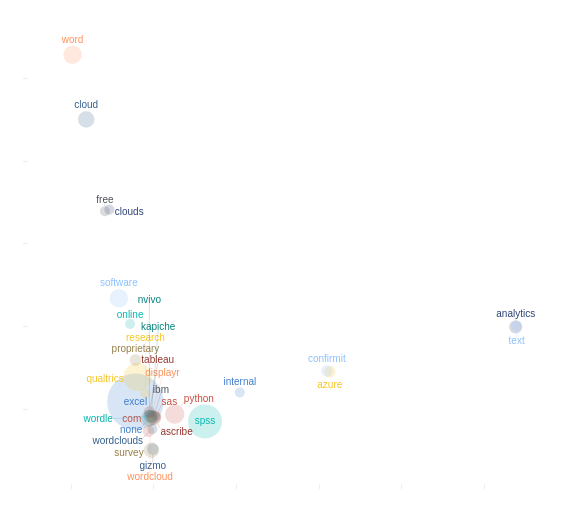 word
cloud
free
clouds
software
nvivo
online
kapiche
analytics
text
research
proprietary
tableau
confirmit
displayr
qualtrics
internal
azure
ibm
excel
sas
python
wordle
com
spss
none
ascribe
wordclouds
survey
gizmo
wordcloud